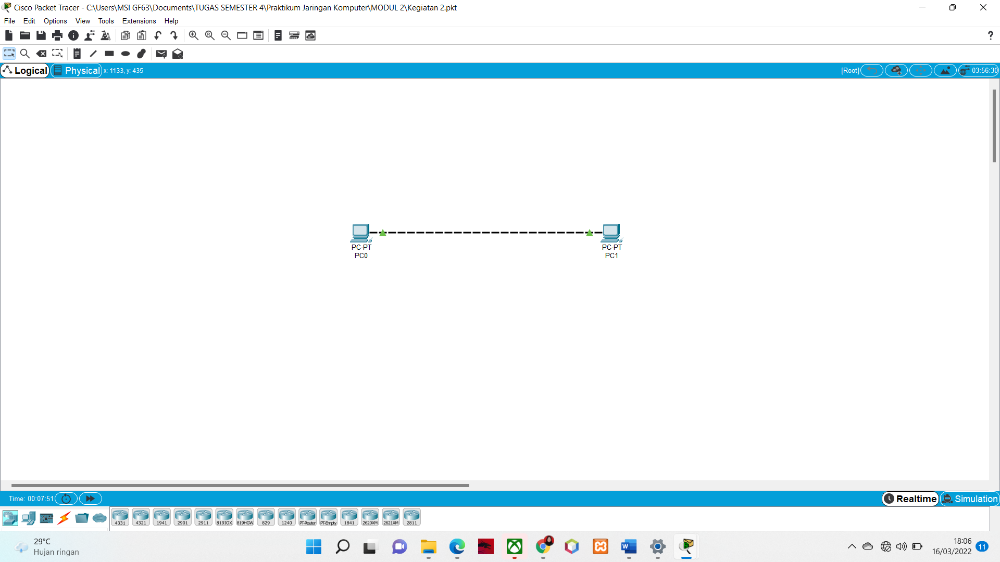 Cisco Packet Tracer - C:\Users\MSI GF63\Documents\TUGAS SEMESTER 4\Praktikum Jaringan Komputer\MODUL 2\Kegiatan 2.pkt
File Edit Options View Tools Extensions Help
?
Logical Physical x: 1133, y: 435 [Root] 03:56:30
PC-PT PC-PT
PC0 PC1
Time: 00:07:51 Realtime Simulation
4331 4321 1941 2901 2911 819IOX 819HGW 829 1240 PT-Router PT-Empty 1841 2620XM 2621XM 2811
29°C
Hujan ringan
18:06
16/03/2022 11